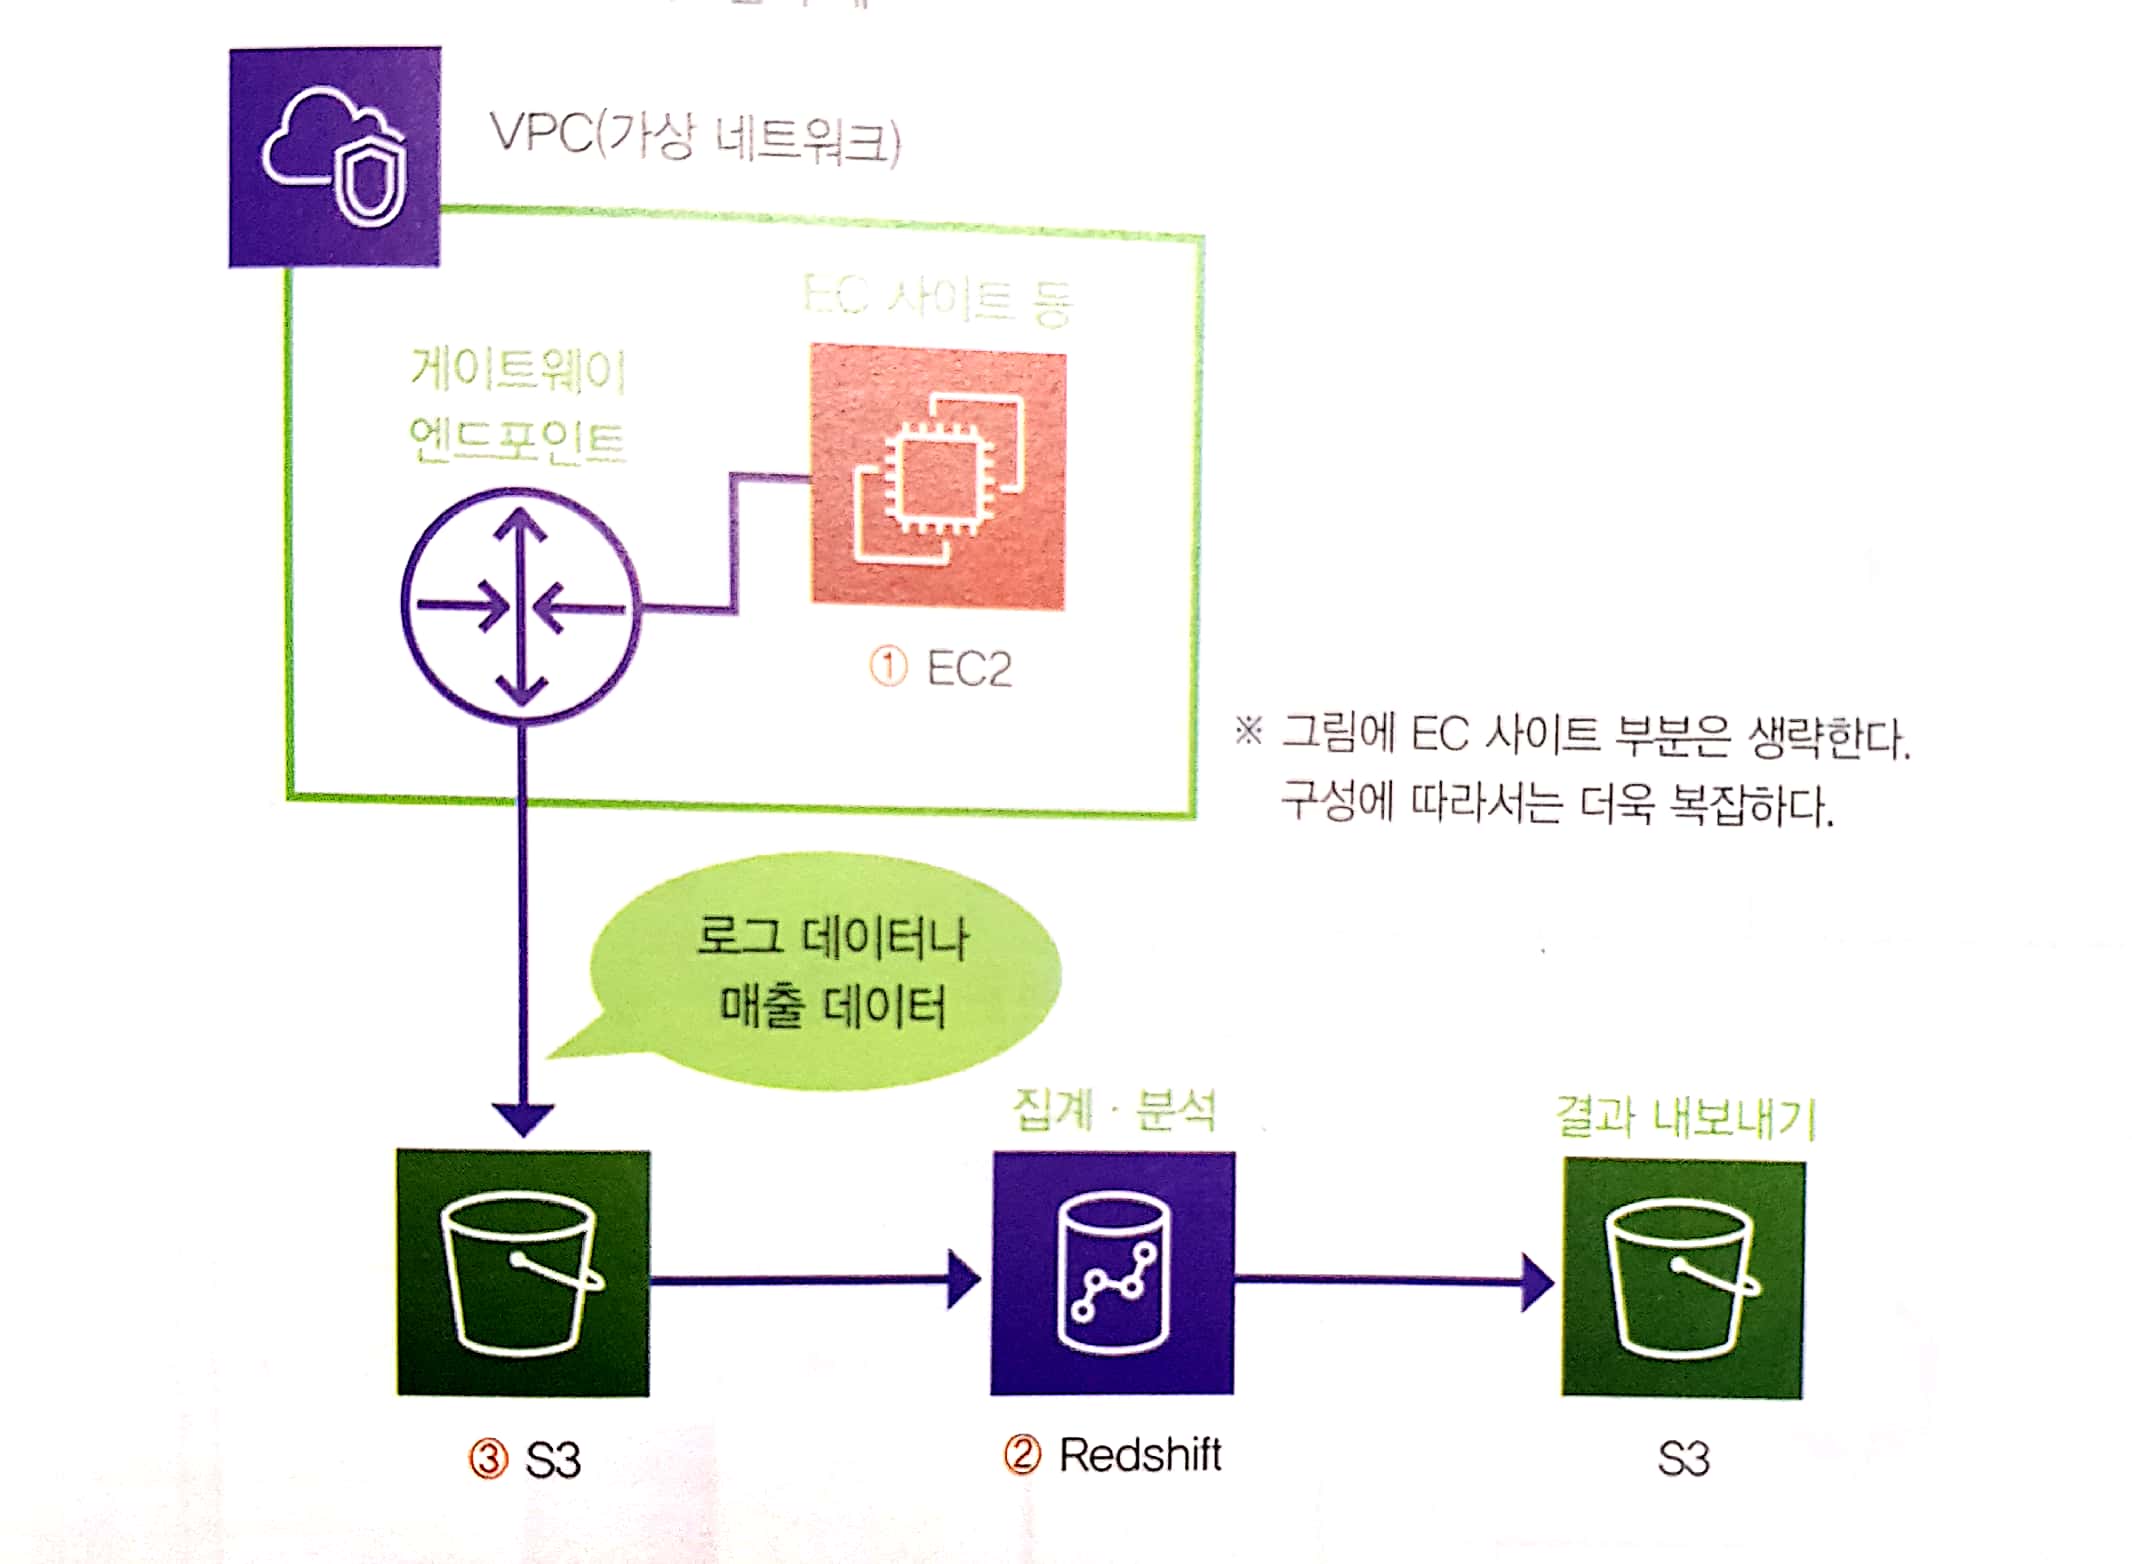 VPC(가상 네트워크)
EC 사이트 등
게이트웨이
엔드포인트
① EC2
※ 그림에 EC 사이트 부분은 생략한다.
구성에 따라서는 더욱 복잡하다.
로그 데이터나
매출 데이터
집계 · 분석
결과 내보내기
③ S3
② Redshift
S3